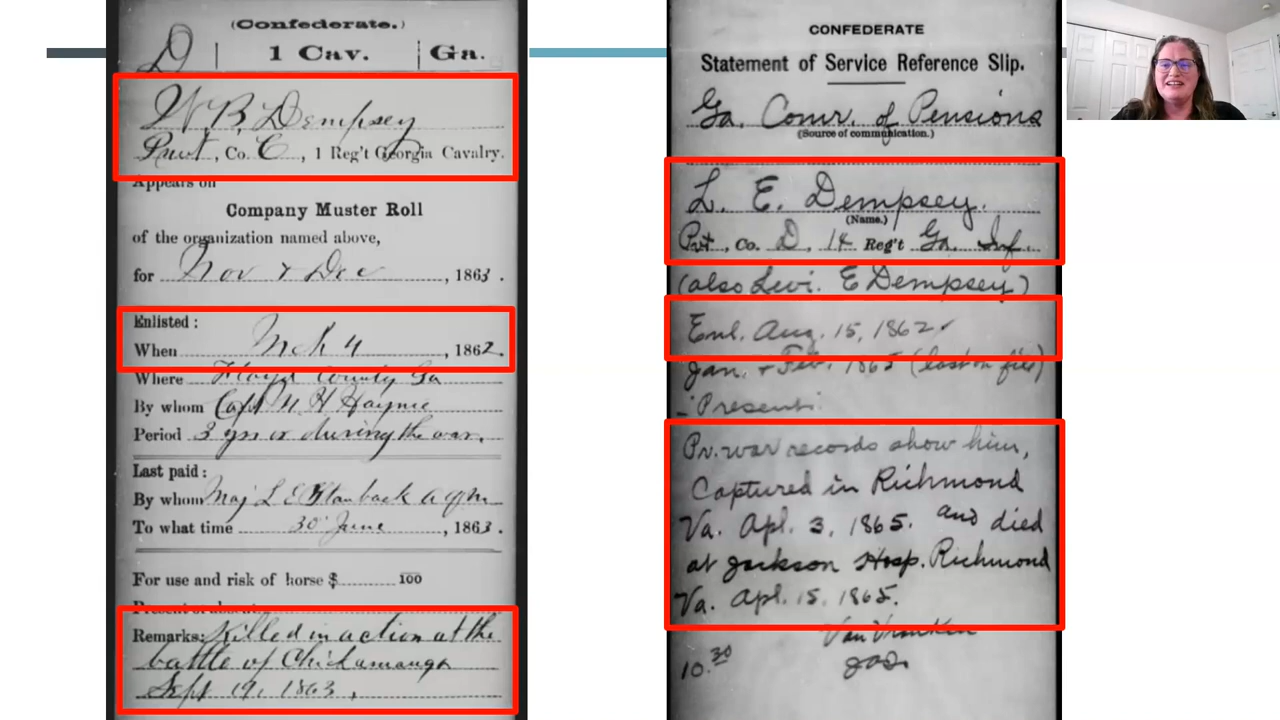 (Confederate.)
D | 1 Cav. | Ga.
W B Dempsey
Pvt, Co. C, 1 Reg't Georgia Cavalry.
Appears on
Company Muster Roll
of the organization named above,
for Nov & Dec, 1863.
Enlisted:
When Mch 4, 1862.
Where Floyd County Ga
By whom Capt Haynie
Period 3 yrs or during the war.
Last paid:
By whom Maj L
To what time 30 June, 1863.
For use and risk of horse $ 100
Present or absent
Remarks: Killed in action at the
battle of Chickamauga
Sept 19, 1863.
CONFEDERATE
Statement of Service Reference Slip.
Ga. Comr. of Pensions
(Source of communication.)
L. E. Dempsey.
(Name.)
Pvt, Co. D, 14 Reg't Ga. Inf.
(also Levi. E Dempsey)
Enl. Aug. 15, 1862
Jan. & Feb. 1865 (last on file)
- Present.
Pr. war records show him,
Captured in Richmond
Va. Apl. 3, 1865. and died
at Jackson Hosp. Richmond
Va. Apl. 15, 1865.
10.30